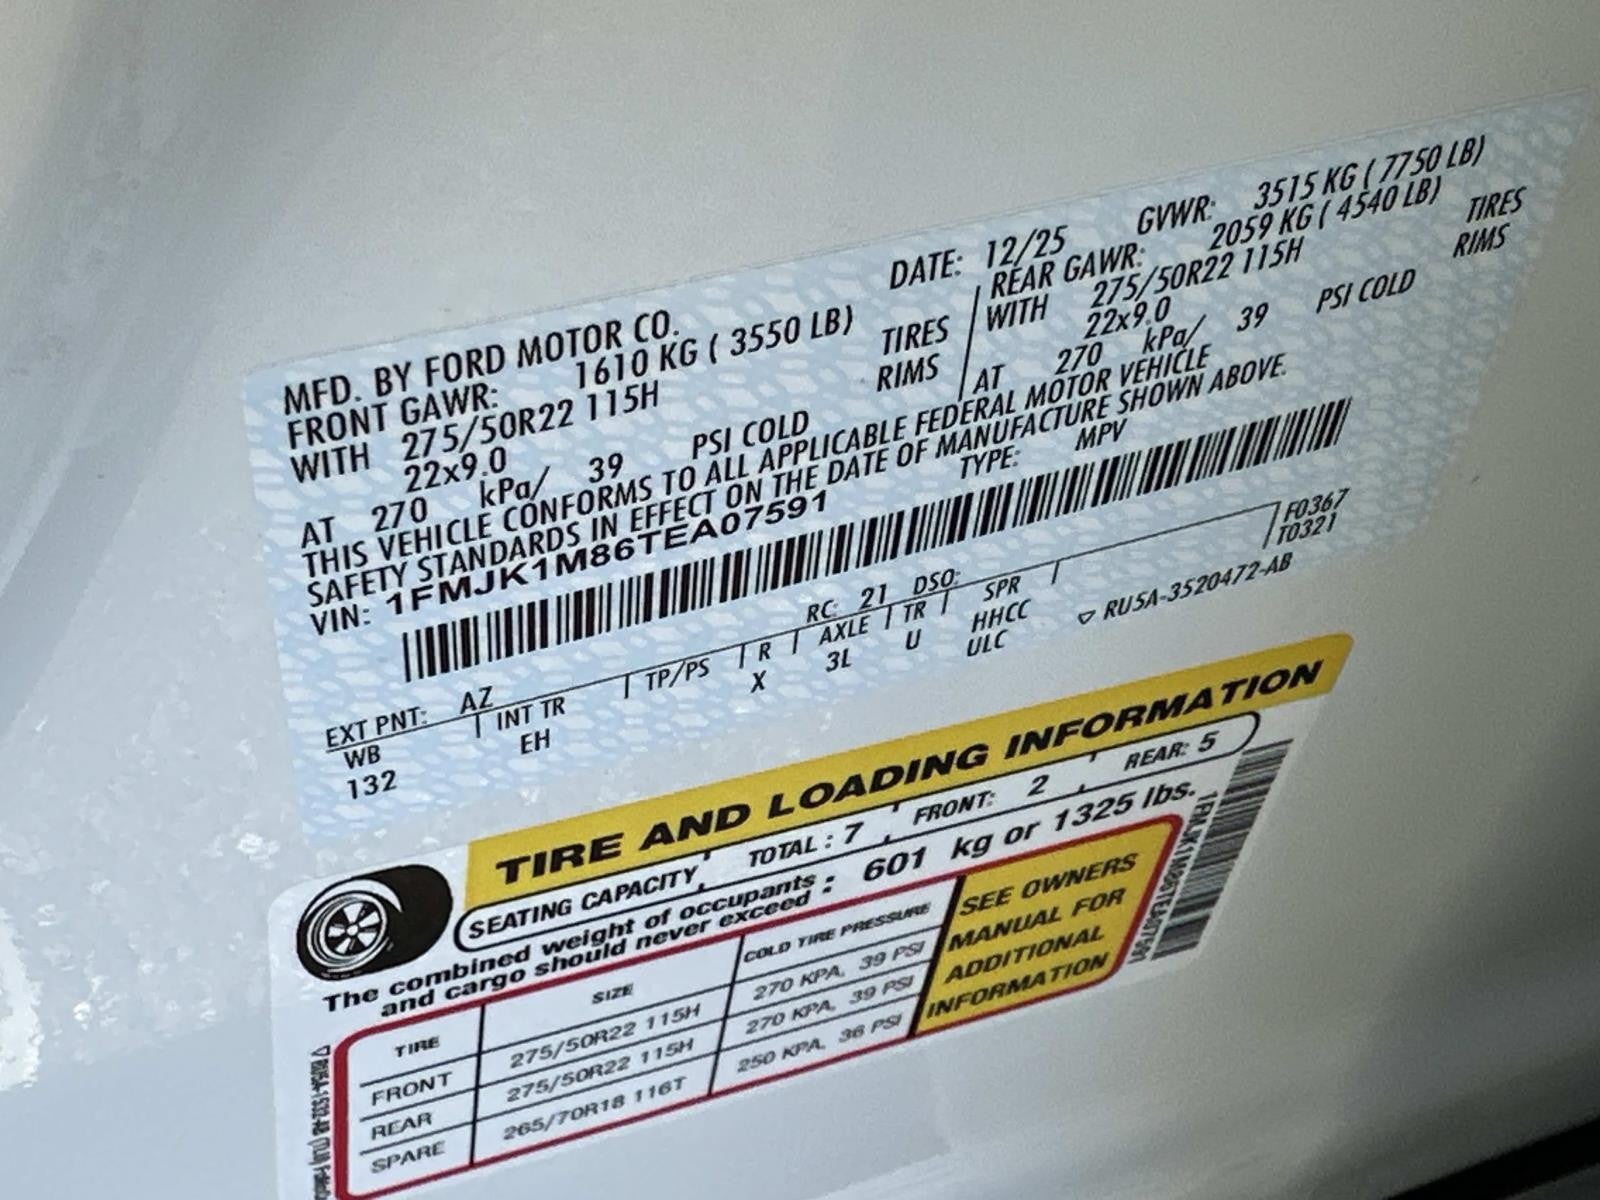 MFD. BY FORD MOTOR CO.
DATE: 12/25 GVWR: 3515 KG ( 7750 LB)
FRONT GAWR: 1610 KG ( 3550 LB)
REAR GAWR: 2059 KG ( 4540 LB)
WITH 275/50R22 115H TIRES
WITH 275/50R22 115H TIRES
22x9.0 RIMS
22x9.0 RIMS
AT 270 kPa/ 39 PSI COLD
AT 270 kPa/ 39 PSI COLD
THIS VEHICLE CONFORMS TO ALL APPLICABLE FEDERAL MOTOR VEHICLE
SAFETY STANDARDS IN EFFECT ON THE DATE OF MANUFACTURE SHOWN ABOVE.
VIN: 1FMJK1M86TEA07591 TYPE: MPV
F0367
T0321
EXT PNT: AZ RC: 21 DSO:
WB INT TR TP/PS R AXLE TR SPR
132 EH X 3L U HHCC
ULC
▽ RU5A-3520472-AB
TIRE AND LOADING INFORMATION
SEATING CAPACITY TOTAL : 7 FRONT: 2 REAR: 5
The combined weight of occupants and cargo should never exceed : 601 kg or 1325 lbs.
TIRE SIZE COLD TIRE PRESSURE
FRONT 275/50R22 115H 270 KPA, 39 PSI
REAR 275/50R22 115H 270 KPA, 39 PSI
SPARE 265/70R18 116T 250 KPA, 36 PSI
SEE OWNERS
MANUAL FOR
ADDITIONAL
INFORMATION
1FMJK1M86TEA07591